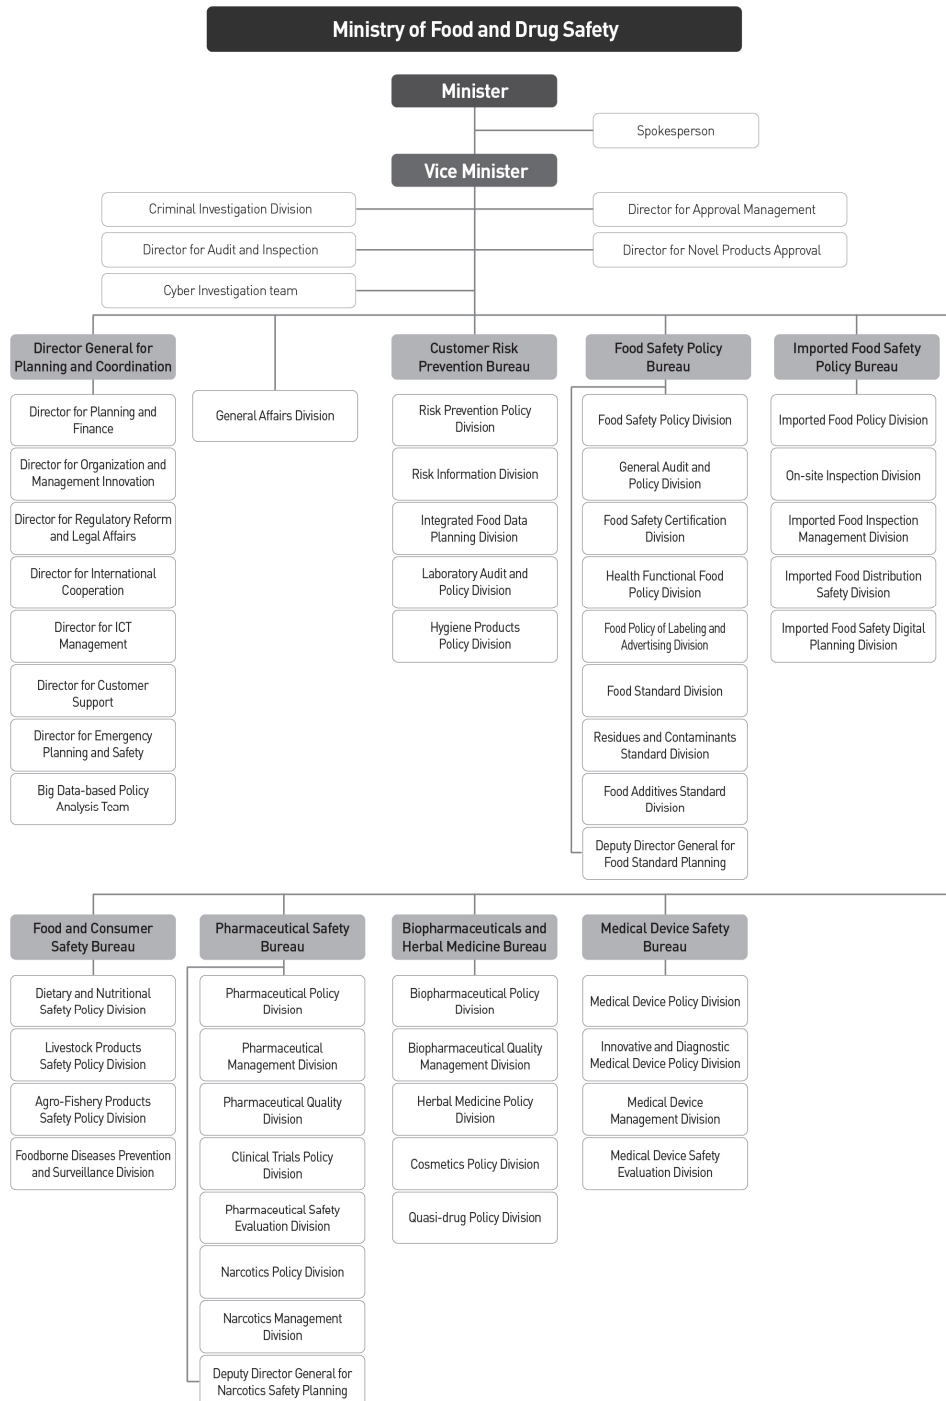 Ministry of Food and Drug Safety
Minister
Spokesperson
Vice Minister
Criminal Investigation Division
Director for Approval Management
Director for Audit and Inspection
Director for Novel Products Approval
Cyber Investigation team
Director General for
Planning and Coordination
Director for Planning and
Finance
Director for Organization and
Management Innovation
Director for Regulatory Reform
and Legal Affairs
Director for International
Cooperation
Director for ICT
Management
Director for Customer
Support
Director for Emergency
Planning and Safety
Big Data-based Policy
Analysis Team
General Affairs Division
Customer Risk
Prevention Bureau
Risk Prevention Policy
Division
Risk Information Division
Integrated Food Data
Planning Division
Laboratory Audit and
Policy Division
Hygiene Products
Policy Division
Food Safety Policy
Bureau
Food Safety Policy Division
General Audit and
Policy Division
Food Safety Certification
Division
Health Functional Food
Policy Division
Food Policy of Labeling and
Advertising Division
Food Standard Division
Residues and Contaminants
Standard Division
Food Additives Standard
Division
Deputy Director General for
Food Standard Planning
Imported Food Safety
Policy Bureau
Imported Food Policy Division
On-site Inspection Division
Imported Food Inspection
Management Division
Imported Food Distribution
Safety Division
Imported Food Safety Digital
Planning Division
Food and Consumer
Safety Bureau
Dietary and Nutritional
Safety Policy Division
Livestock Products
Safety Policy Division
Agro-Fishery Products
Safety Policy Division
Foodborne Diseases Prevention
and Surveillance Division
Pharmaceutical Safety
Bureau
Pharmaceutical Policy
Division
Pharmaceutical
Management Division
Pharmaceutical Quality
Division
Clinical Trials Policy
Division
Pharmaceutical Safety
Evaluation Division
Narcotics Policy Division
Narcotics Management
Division
Deputy Director General for
Narcotics Safety Planning
Biopharmaceuticals and
Herbal Medicine Bureau
Biopharmaceutical Policy
Division
Biopharmaceutical Quality
Management Division
Herbal Medicine Policy
Division
Cosmetics Policy Division
Quasi-drug Policy Division
Medical Device Safety
Bureau
Medical Device Policy Division
Innovative and Diagnostic
Medical Device Policy Division
Medical Device
Management Division
Medical Device Safety
Evaluation Division